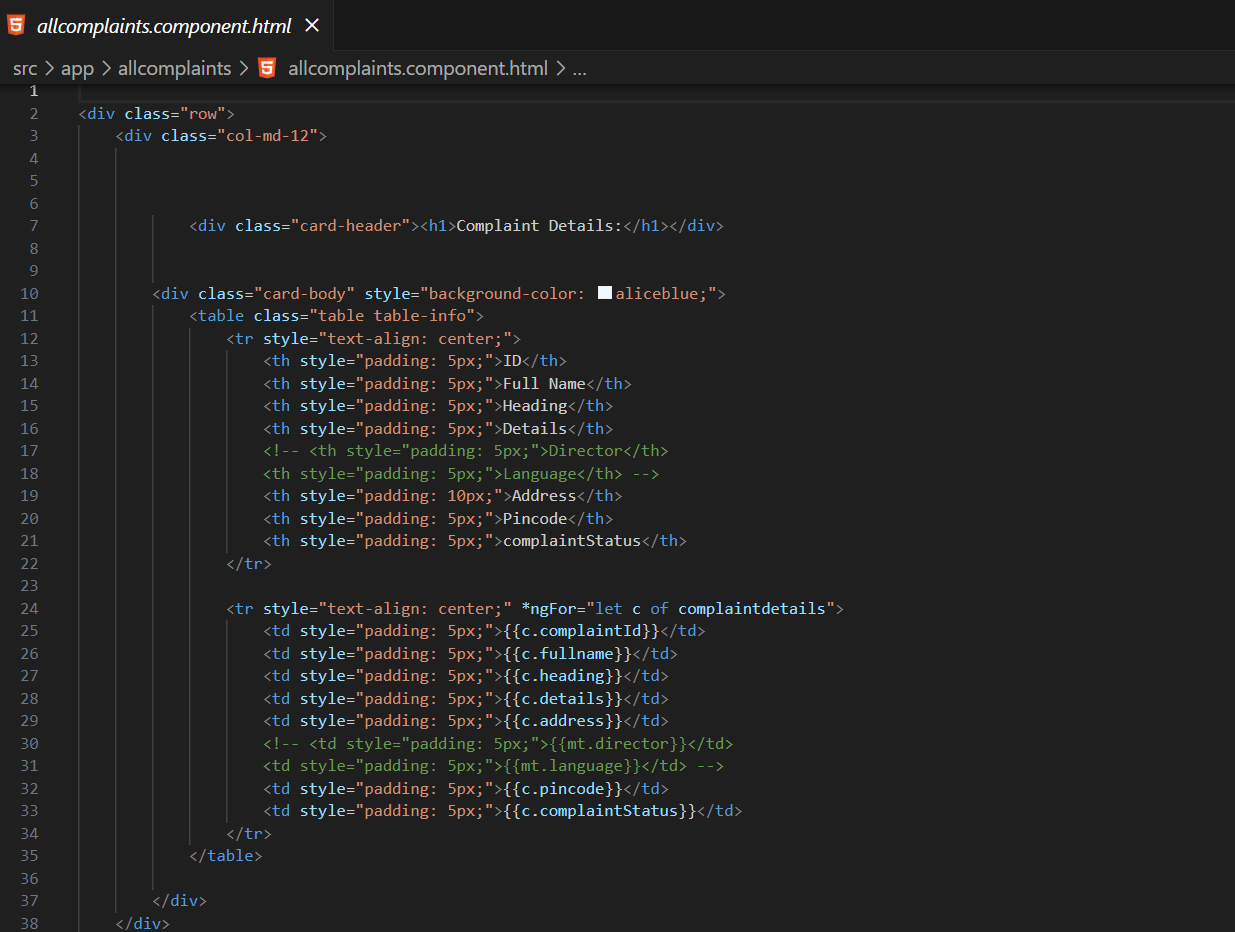 allcomplaints.component.html
src > app > allcomplaints > allcomplaints.component.html > ...
1
2 <div class="row">
3 <div class="col-md-12">
4
5
6
7 <div class="card-header"><h1>Complaint Details:</h1></div>
8
9
10 <div class="card-body" style="background-color: aliceblue;">
11 <table class="table table-info">
12 <tr style="text-align: center;">
13 <th style="padding: 5px;">ID</th>
14 <th style="padding: 5px;">Full Name</th>
15 <th style="padding: 5px;">Heading</th>
16 <th style="padding: 5px;">Details</th>
17 <!-- <th style="padding: 5px;">Director</th>
18 <th style="padding: 5px;">Language</th> -->
19 <th style="padding: 10px;">Address</th>
20 <th style="padding: 5px;">Pincode</th>
21 <th style="padding: 5px;">complaintStatus</th>
22 </tr>
23
24 <tr style="text-align: center;" *ngFor="let c of complaintdetails">
25 <td style="padding: 5px;">{{c.complaintId}}</td>
26 <td style="padding: 5px;">{{c.fullname}}</td>
27 <td style="padding: 5px;">{{c.heading}}</td>
28 <td style="padding: 5px;">{{c.details}}</td>
29 <td style="padding: 5px;">{{c.address}}</td>
30 <!-- <td style="padding: 5px;">{{mt.director}}</td>
31 <td style="padding: 5px;">{{mt.language}}</td> -->
32 <td style="padding: 5px;">{{c.pincode}}</td>
33 <td style="padding: 5px;">{{c.complaintStatus}}</td>
34 </tr>
35 </table>
36
37 </div>
38 </div>